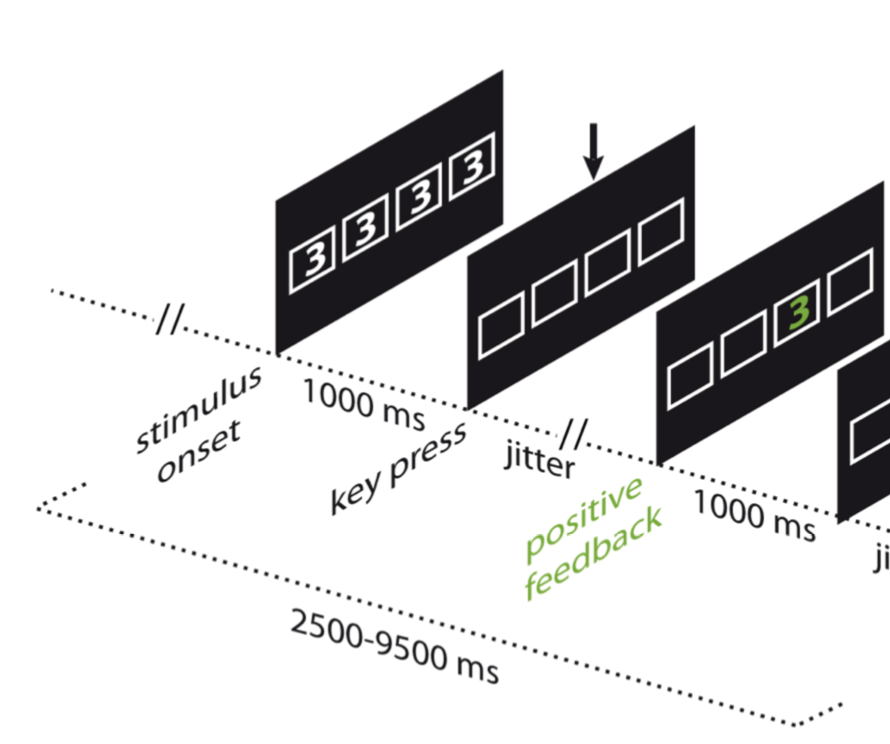 3 3 3 3
3
//
stimulus
onset
1000 ms
key press
jitter
//
positive
feedback
1000 ms
ji
2500-9500 ms